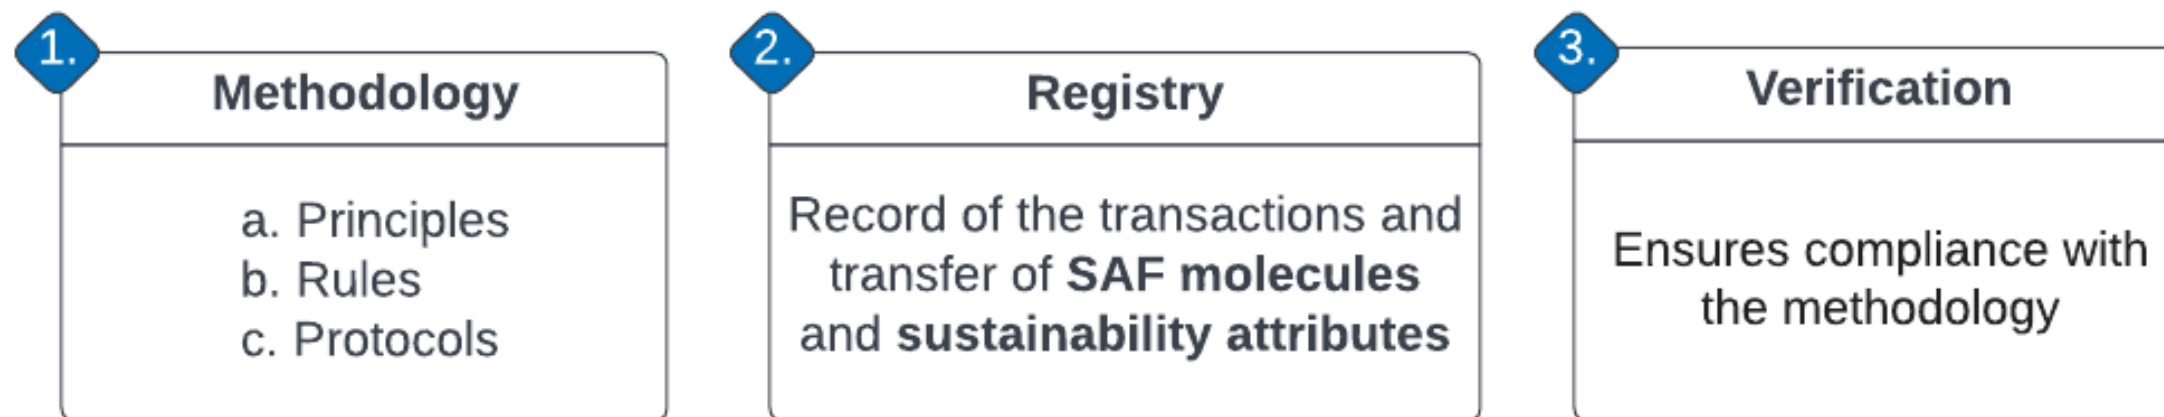 1.
Methodology
a. Principles
b. Rules
c. Protocols
2.
Registry
Record of the transactions and
transfer of SAF molecules
and sustainability attributes
3.
Verification
Ensures compliance with
the methodology